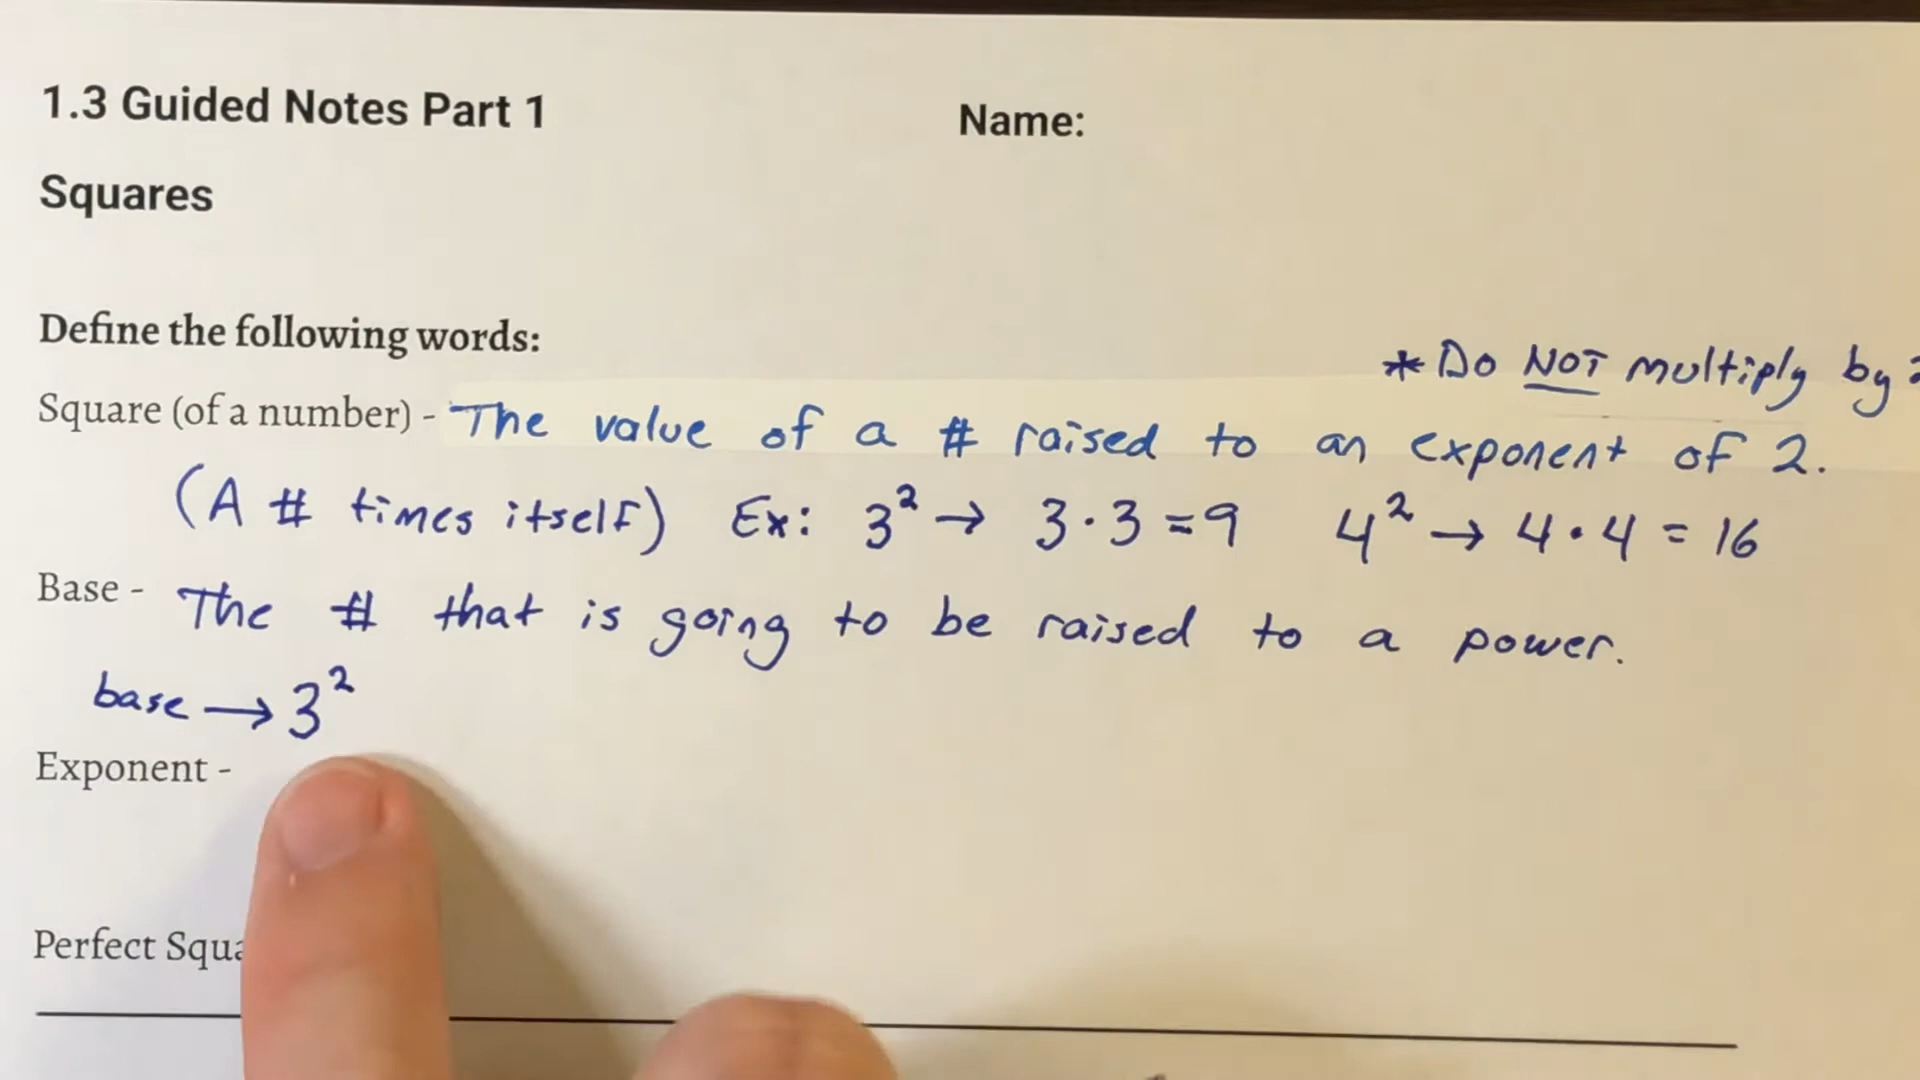 1.3 Guided Notes Part 1 Name:
Squares
Define the following words:
* Do NOT multiply by
Square (of a number) - The value of a # raised to an exponent of 2.
(A # times itself) Ex: 3² → 3·3=9 4² → 4·4=16
Base - The # that is going to be raised to a power.
base → 3²
Exponent -
Perfect